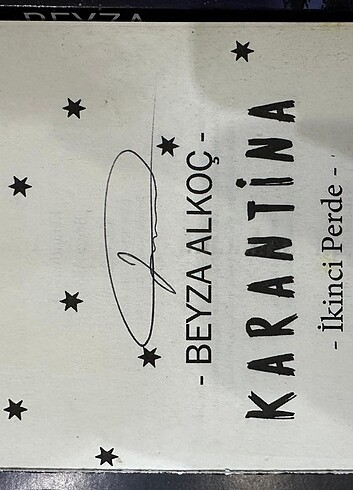 - BEYZA ALKOÇ -
KARANTİNA
- İkinci Perde -